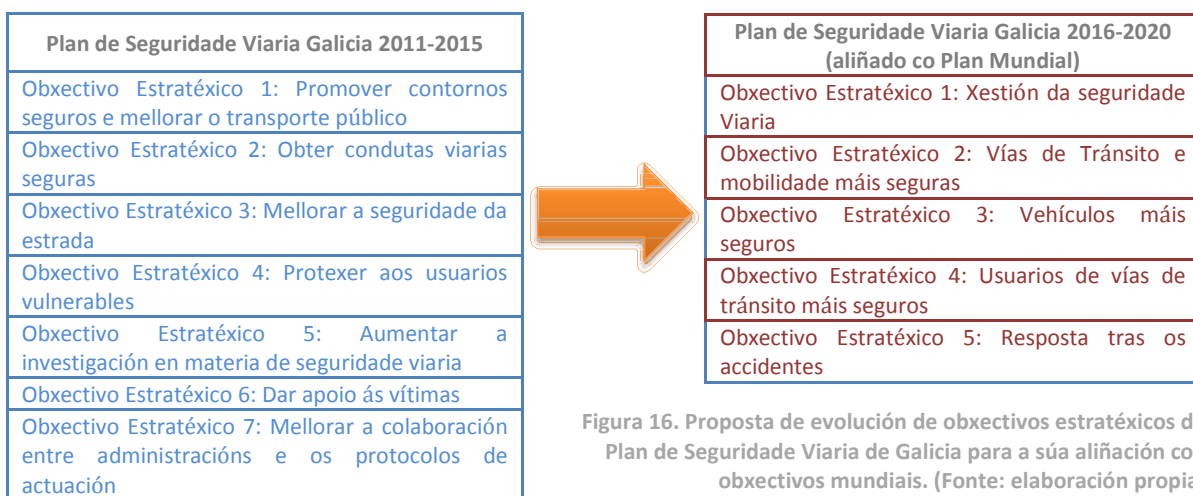 Plan de Seguridade Viaria Galicia 2011-2015
Obxectivo Estratéxico 1: Promover contornos
seguros e mellorar o transporte público
Obxectivo Estratéxico 2: Obter condutas viarias
seguras
Obxectivo Estratéxico 3: Mellorar a seguridade da
estrada
Obxectivo Estratéxico 4: Protexer aos usuarios
vulnerables
Obxectivo Estratéxico 5: Aumentar a
investigación en materia de seguridade viaria
Obxectivo Estratéxico 6: Dar apoio ás vítimas
Obxectivo Estratéxico 7: Mellorar a colaboración
entre administracións e os protocolos de
actuación
Plan de Seguridade Viaria Galicia 2016-2020
(aliñado co Plan Mundial)
Obxectivo Estratéxico 1: Xestión da seguridade
Viaria
Obxectivo Estratéxico 2: Vías de Tránsito e
mobilidade máis seguras
Obxectivo Estratéxico 3: Vehículos máis
seguros
Obxectivo Estratéxico 4: Usuarios de vías de
tránsito máis seguros
Obxectivo Estratéxico 5: Resposta tras os
accidentes
Figura 16. Proposta de evolución de obxectivos estratéxicos d
Plan de Seguridade Viaria de Galicia para a súa aliñación co
obxectivos mundiais. (Fonte: elaboración propia